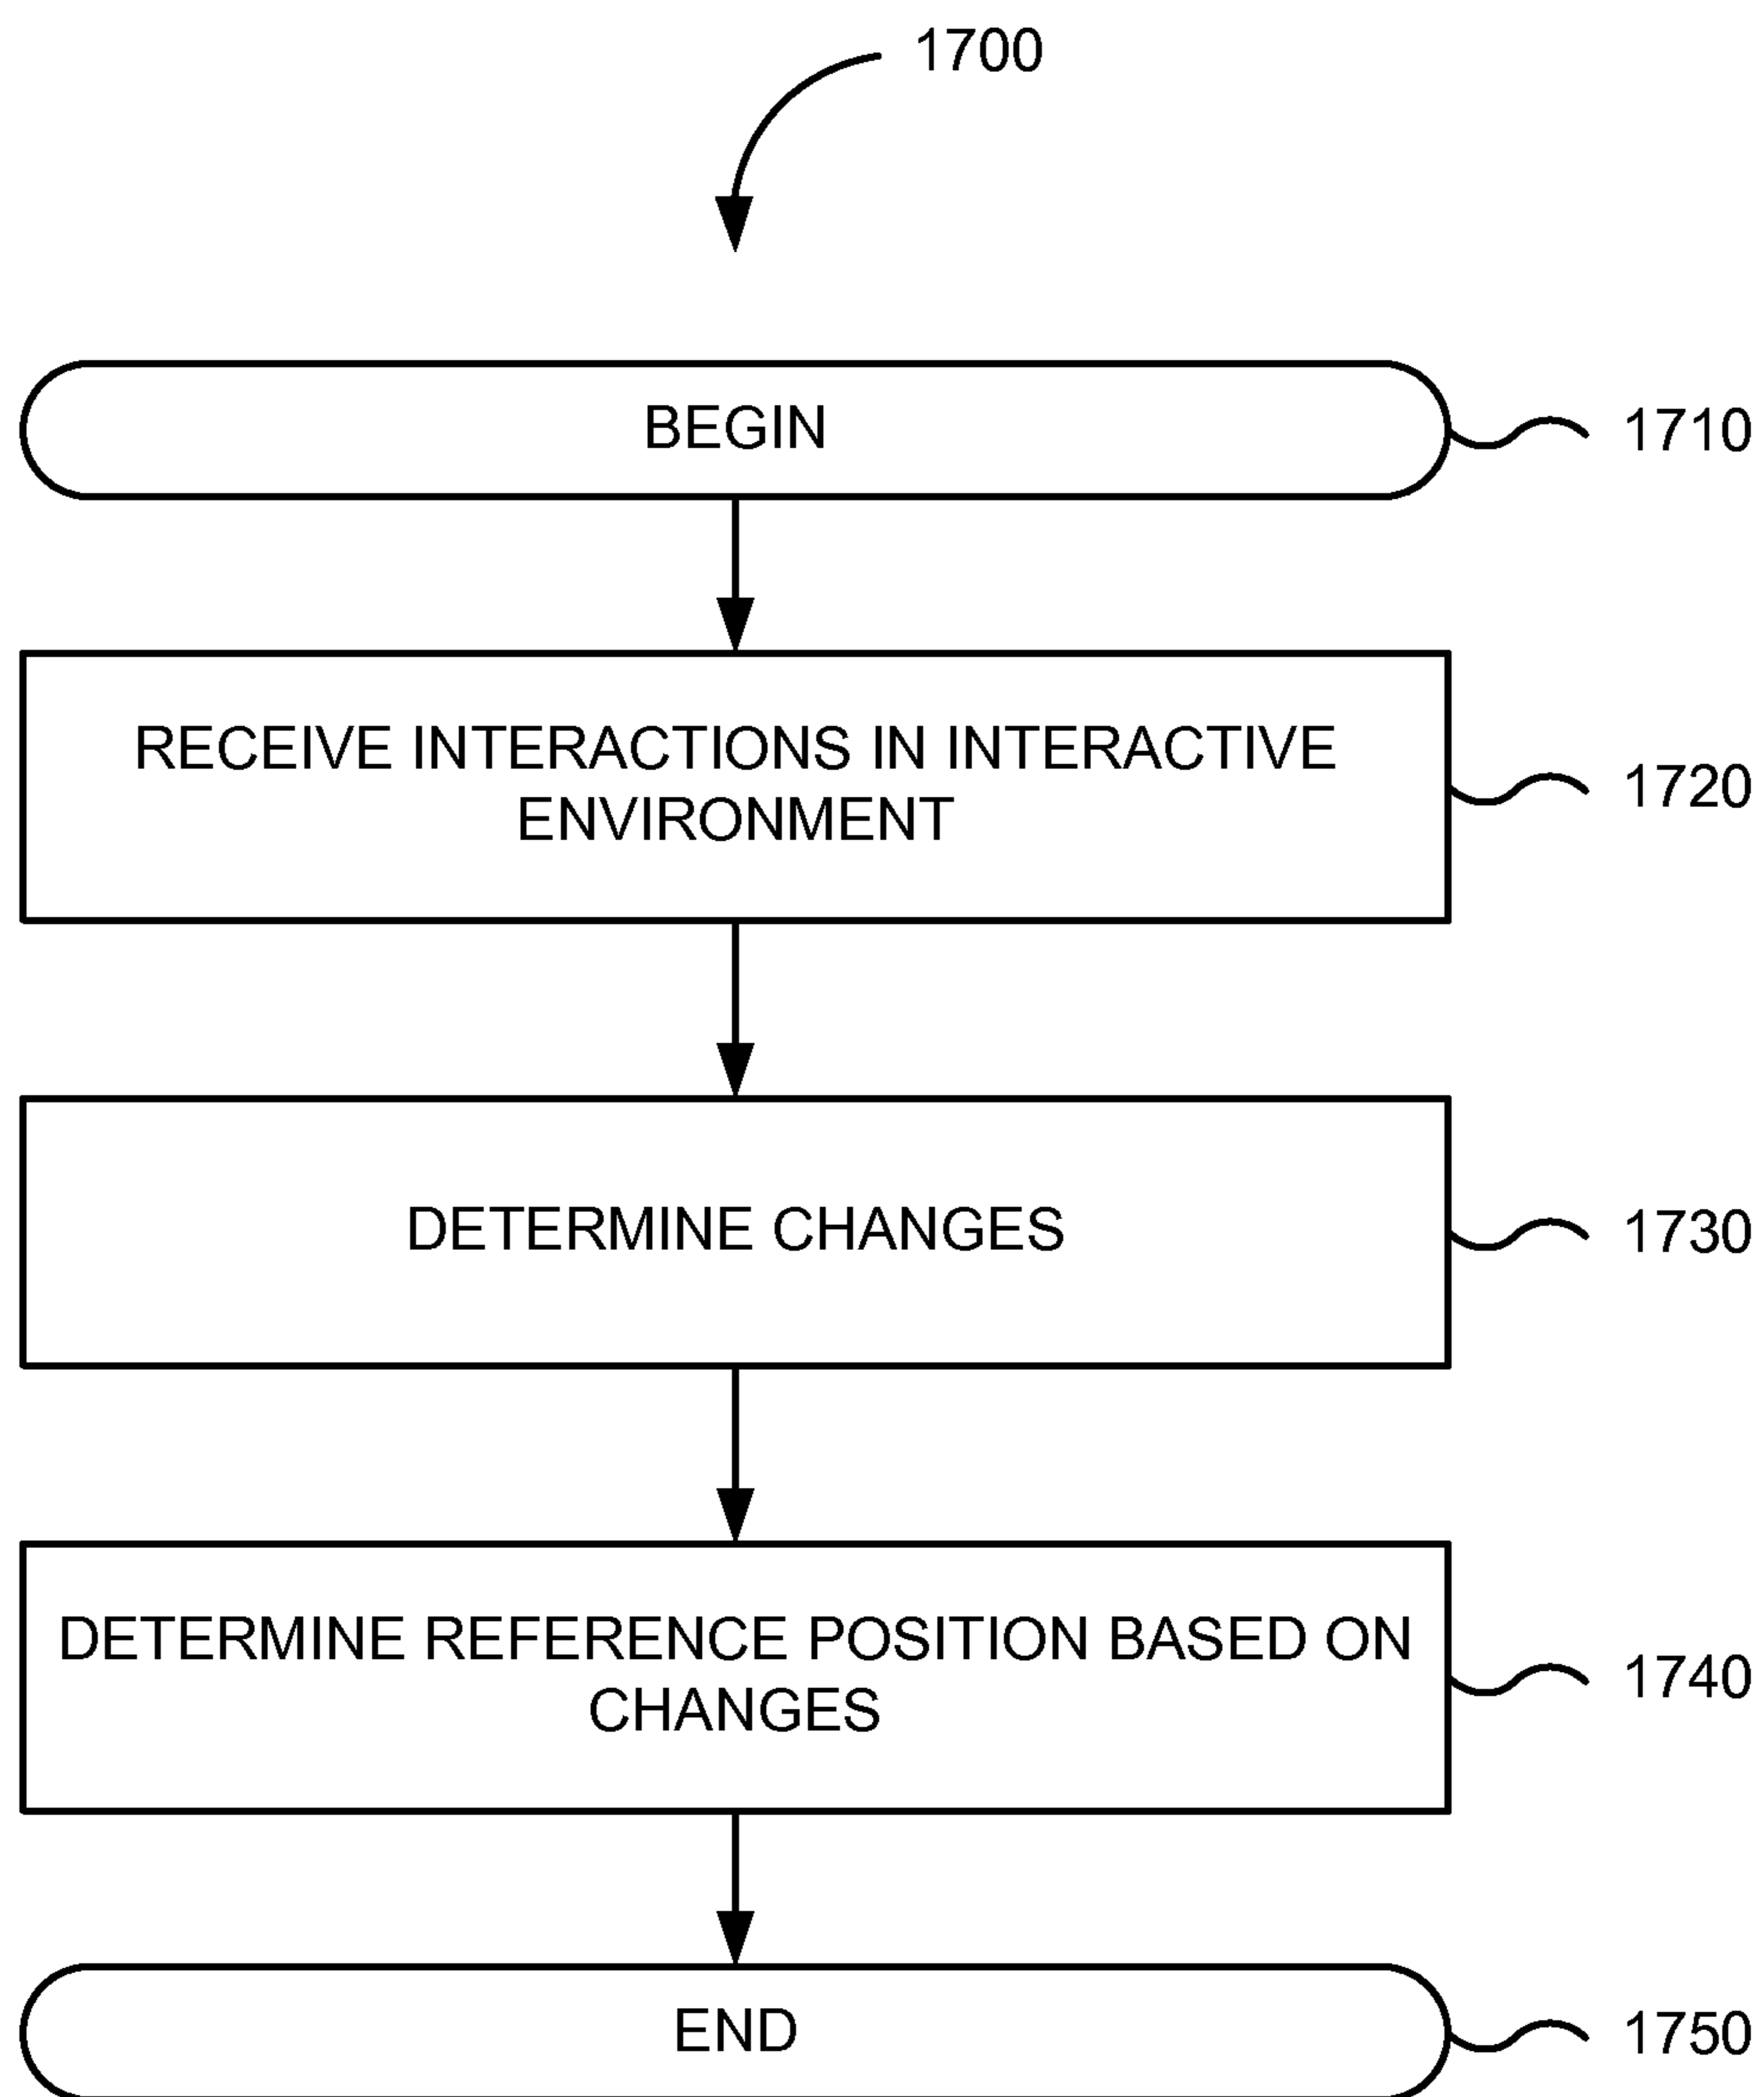 1700
BEGIN
1710
RECEIVE INTERACTIONS IN INTERACTIVE
ENVIRONMENT
1720
DETERMINE CHANGES
1730
DETERMINE REFERENCE POSITION BASED ON
CHANGES
1740
END
1750